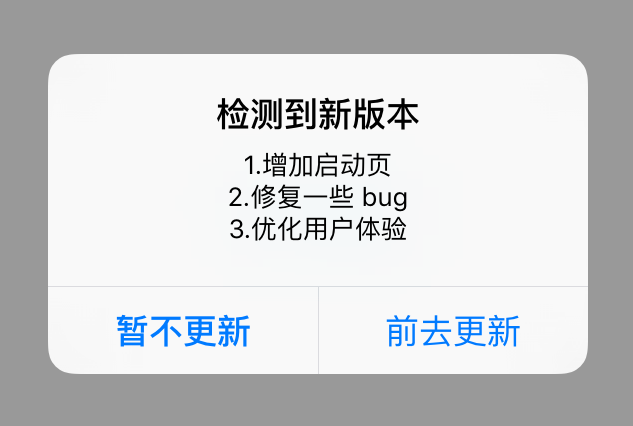 检测到新版本
1.增加启动页
2.修复一些 bug
3.优化用户体验
暂不更新
前去更新